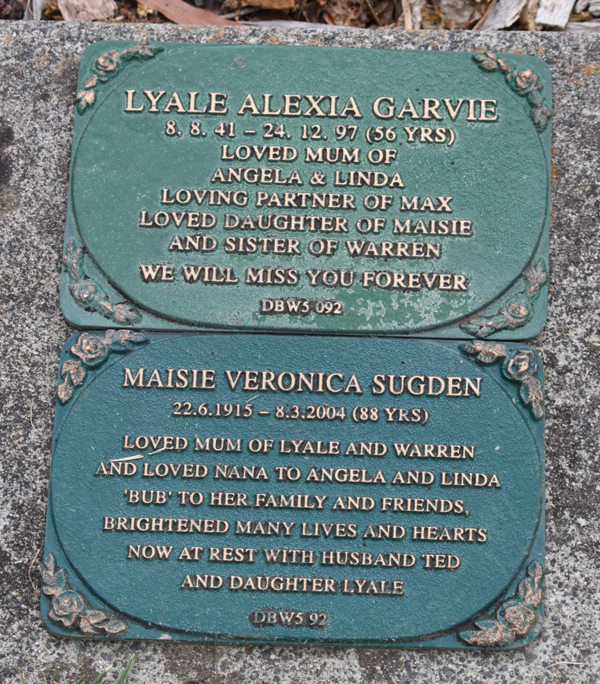 LYALE ALEXIA GARVIE
8. 8. 41 – 24. 12. 97 (56 YRS)
LOVED MUM OF
ANGELA & LINDA
LOVING PARTNER OF MAX
LOVED DAUGHTER OF MAISIE
AND SISTER OF WARREN
WE WILL MISS YOU FOREVER
DBW5 092
MAISIE VERONICA SUGDEN
22.6.1915 – 8.3.2004 (88 YRS)
LOVED MUM OF LYALE AND WARREN
AND LOVED NANA TO ANGELA AND LINDA
'BUB' TO HER FAMILY AND FRIENDS,
BRIGHTENED MANY LIVES AND HEARTS
NOW AT REST WITH HUSBAND TED
AND DAUGHTER LYALE
DBW5 92